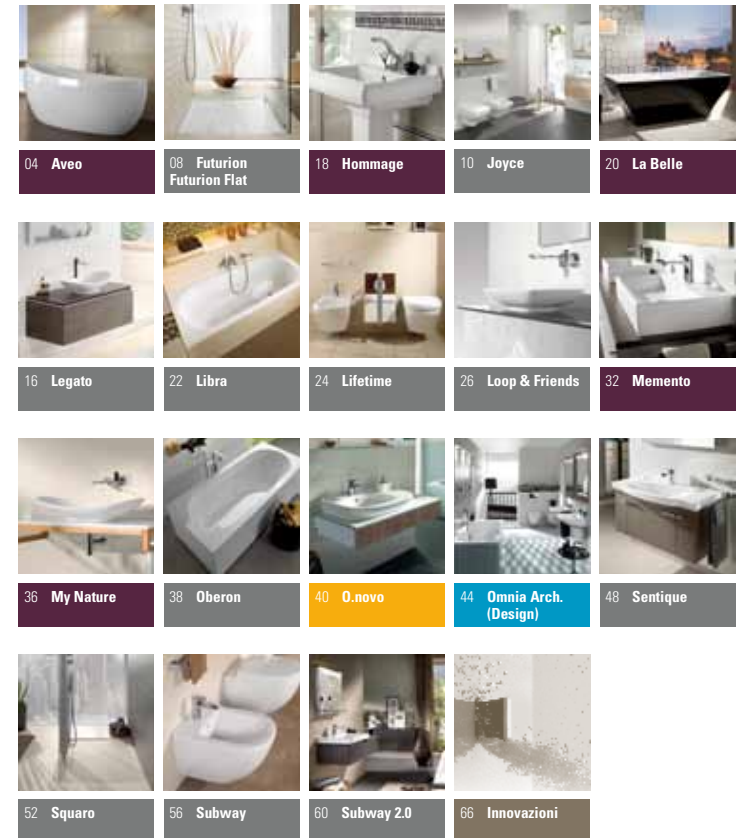 04 Aveo
08 Futurion
Futurion Flat
18 Hommage
10 Joyce
20 La Belle
16 Legato
22 Libra
24 Lifetime
26 Loop & Friends
32 Memento
36 My Nature
38 Oberon
40 O.novo
44 Omnia Arch.
(Design)
48 Sentique
52 Squaro
56 Subway
60 Subway 2.0
66 Innovazioni